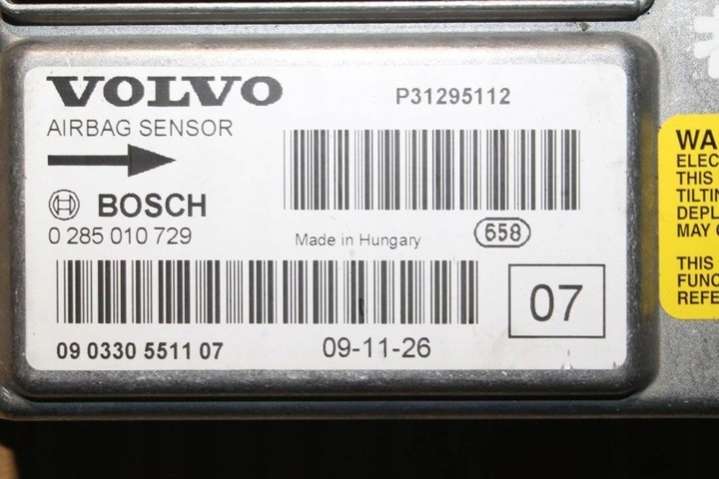 VOLVO P31295112
AIRBAG SENSOR
BOSCH
0 285 010 729 Made in Hungary 658
07
09 0330 5511 07 09-11-26
ELEC
THIS
TILTIN
DEPL
MAY
THIS
FUNC
REFE